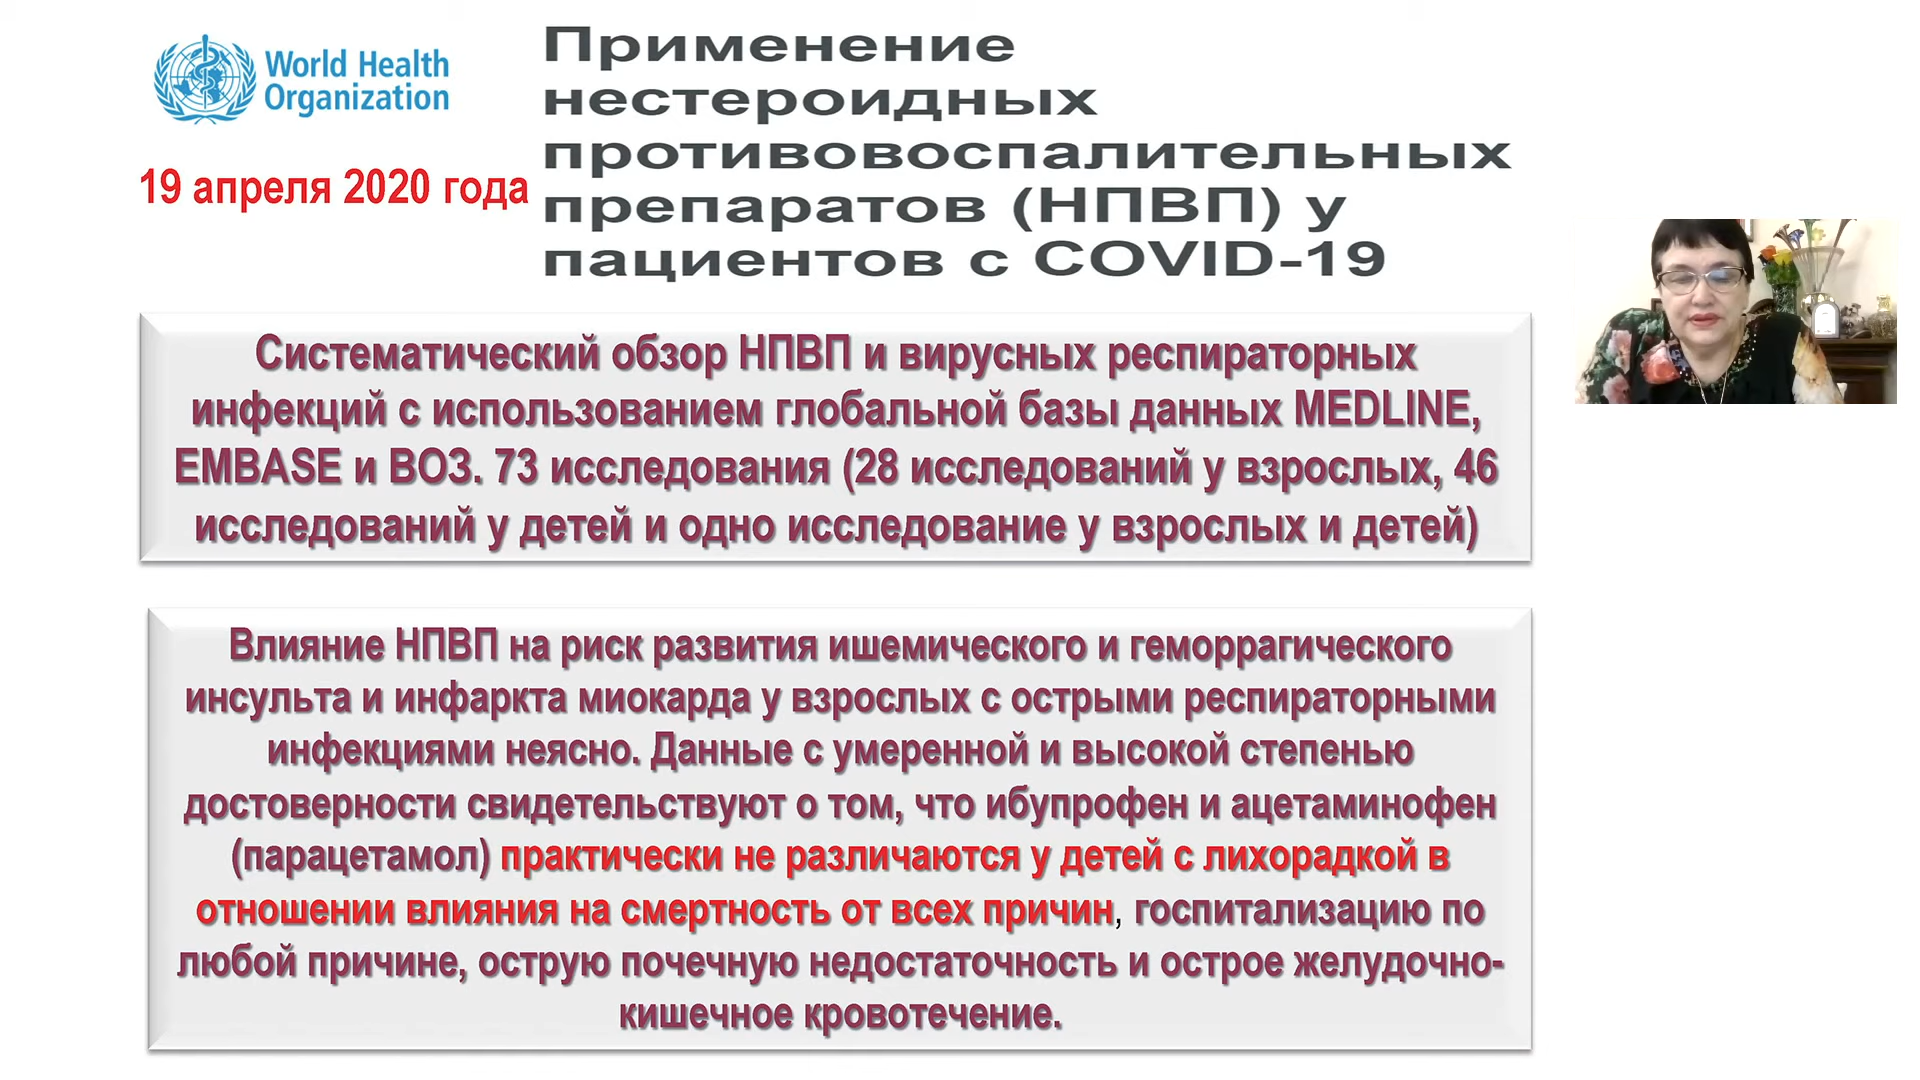 World Health
Organization
19 апреля 2020 года
Применение
нестероидных
противовоспалительных
препаратов (НПВП) у
пациентов с COVID-19
Систематический обзор НПВП и вирусных респираторных
инфекций с использованием глобальной базы данных MEDLINE,
EMBASE и ВОЗ. 73 исследования (28 исследований у взрослых, 46
исследований у детей и одно исследование у взрослых и детей)
Влияние НПВП на риск развития ишемического и геморрагического
инсульта и инфаркта миокарда у взрослых с острыми респираторными
инфекциями неясно. Данные с умеренной и высокой степенью
достоверности свидетельствуют о том, что ибупрофен и ацетаминофен
(парацетамол) практически не различаются у детей с лихорадкой в
отношении влияния на смертность от всех причин, госпитализацию по
любой причине, острую почечную недостаточность и острое желудочно-
кишечное кровотечение.